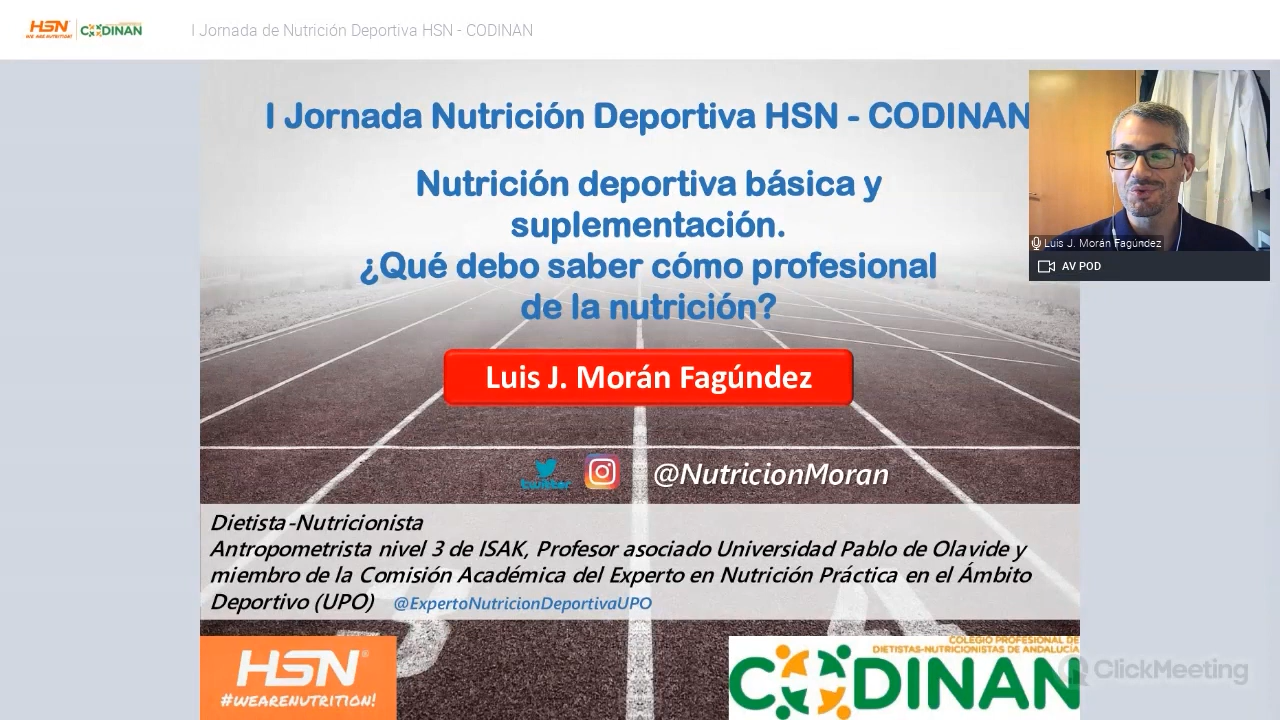 HSN
WE ARE NUTRITION!
CODINAN
I Jornada de Nutrición Deportiva HSN - CODINAN
I Jornada Nutrición Deportiva HSN - CODINAN
Nutrición deportiva básica y
suplementación.
¿Qué debo saber cómo profesional
de la nutrición?
Luis J. Morán Fagúndez
AV POD
Luis J. Morán Fagúndez
twitter
@NutricionMoran
Dietista-Nutricionista
Antropometrista nivel 3 de ISAK, Profesor asociado Universidad Pablo de Olavide y
miembro de la Comisión Académica del Experto en Nutrición Práctica en el Ámbito
Deportivo (UPO) @ExpertoNutricionDeportivaUPO
HSN®
#WEARENUTRITION!
COLEGIO PROFESIONAL DE
DIETISTAS-NUTRICIONISTAS DE ANDALUCÍA
CODINAN
ClickMeeting